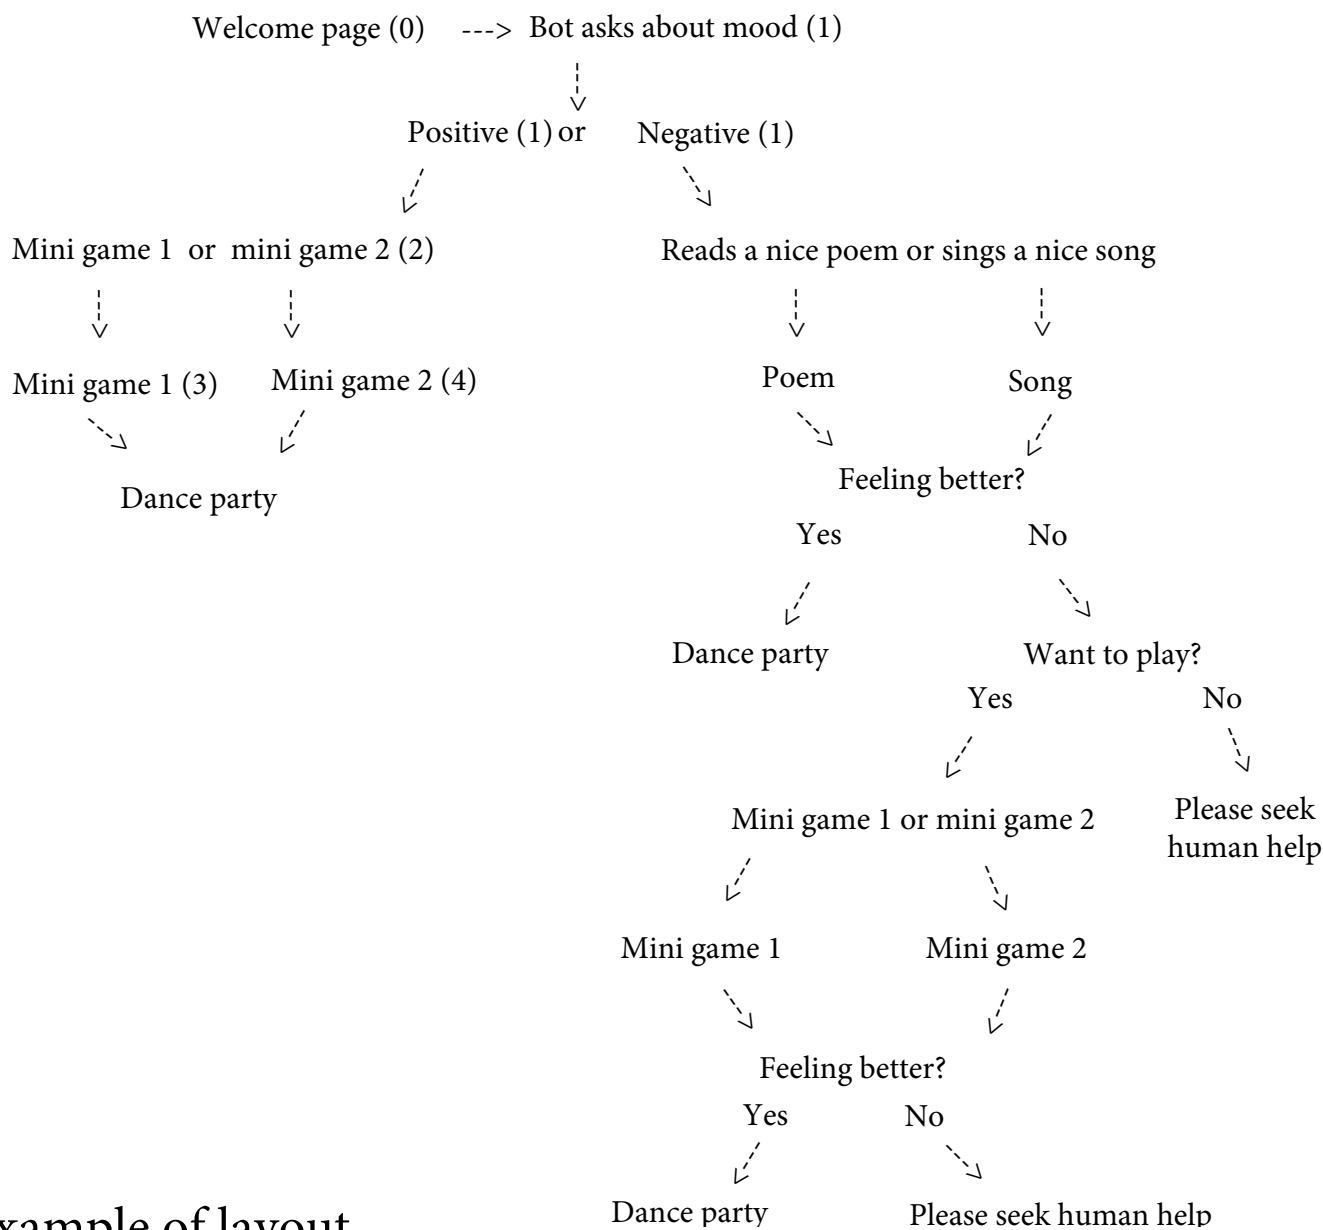 Welcome page (0) ---> Bot asks about mood (1)
Positive (1) or Negative (1)
Mini game 1 or mini game 2 (2)
Reads a nice poem or sings a nice song
Mini game 1 (3)
Mini game 2 (4)
Poem
Song
Dance party
Feeling better?
Yes
No
Dance party
Want to play?
Yes
No
Mini game 1 or mini game 2
Please seek
human help
Mini game 1
Mini game 2
Feeling better?
Yes
No
Dance party
Please seek human help
xample of layout